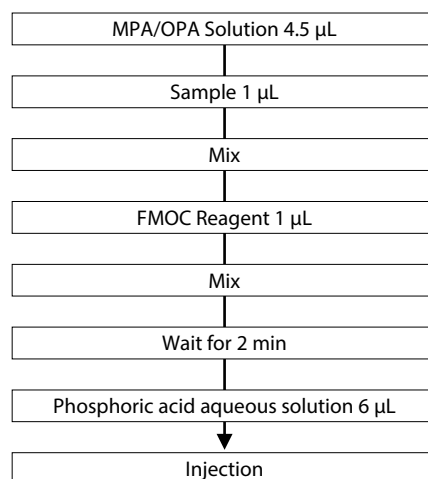 MPA/OPA Solution 4.5 µL
Sample 1 µL
Mix
FMOC Reagent 1 µL
Mix
Wait for 2 min
Phosphoric acid aqueous solution 6 µL
Injection